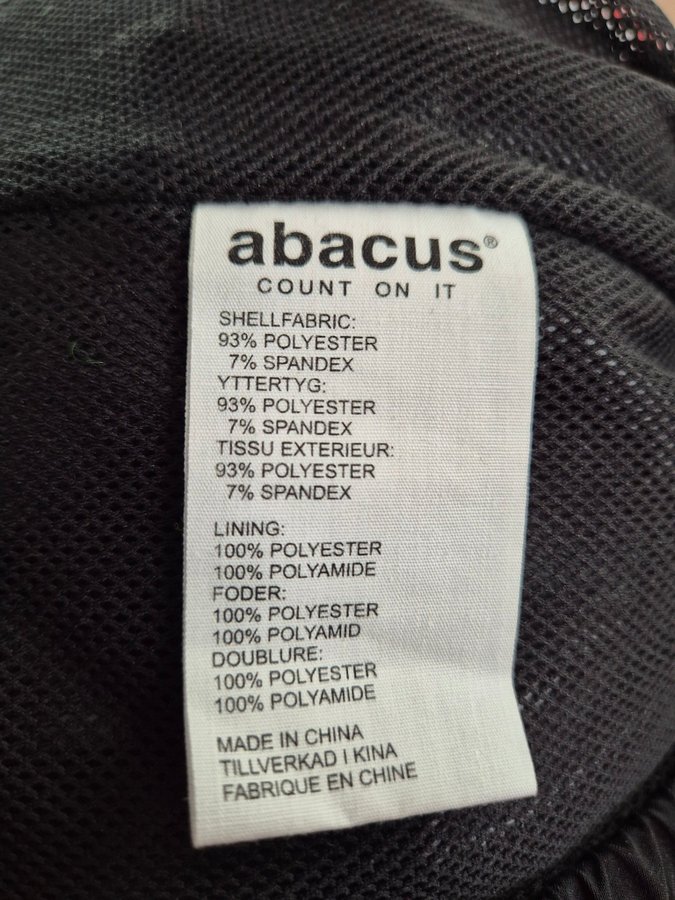 abacus®
COUNT ON IT
SHELLFABRIC:
93% POLYESTER
7% SPANDEX
YTTERTYG:
93% POLYESTER
7% SPANDEX
TISSU EXTERIEUR:
93% POLYESTER
7% SPANDEX
LINING:
100% POLYESTER
100% POLYAMIDE
FODER:
100% POLYESTER
100% POLYAMID
DOUBLURE:
100% POLYESTER
100% POLYAMIDE
MADE IN CHINA
TILLVERKAD I KINA
FABRIQUE EN CHINE